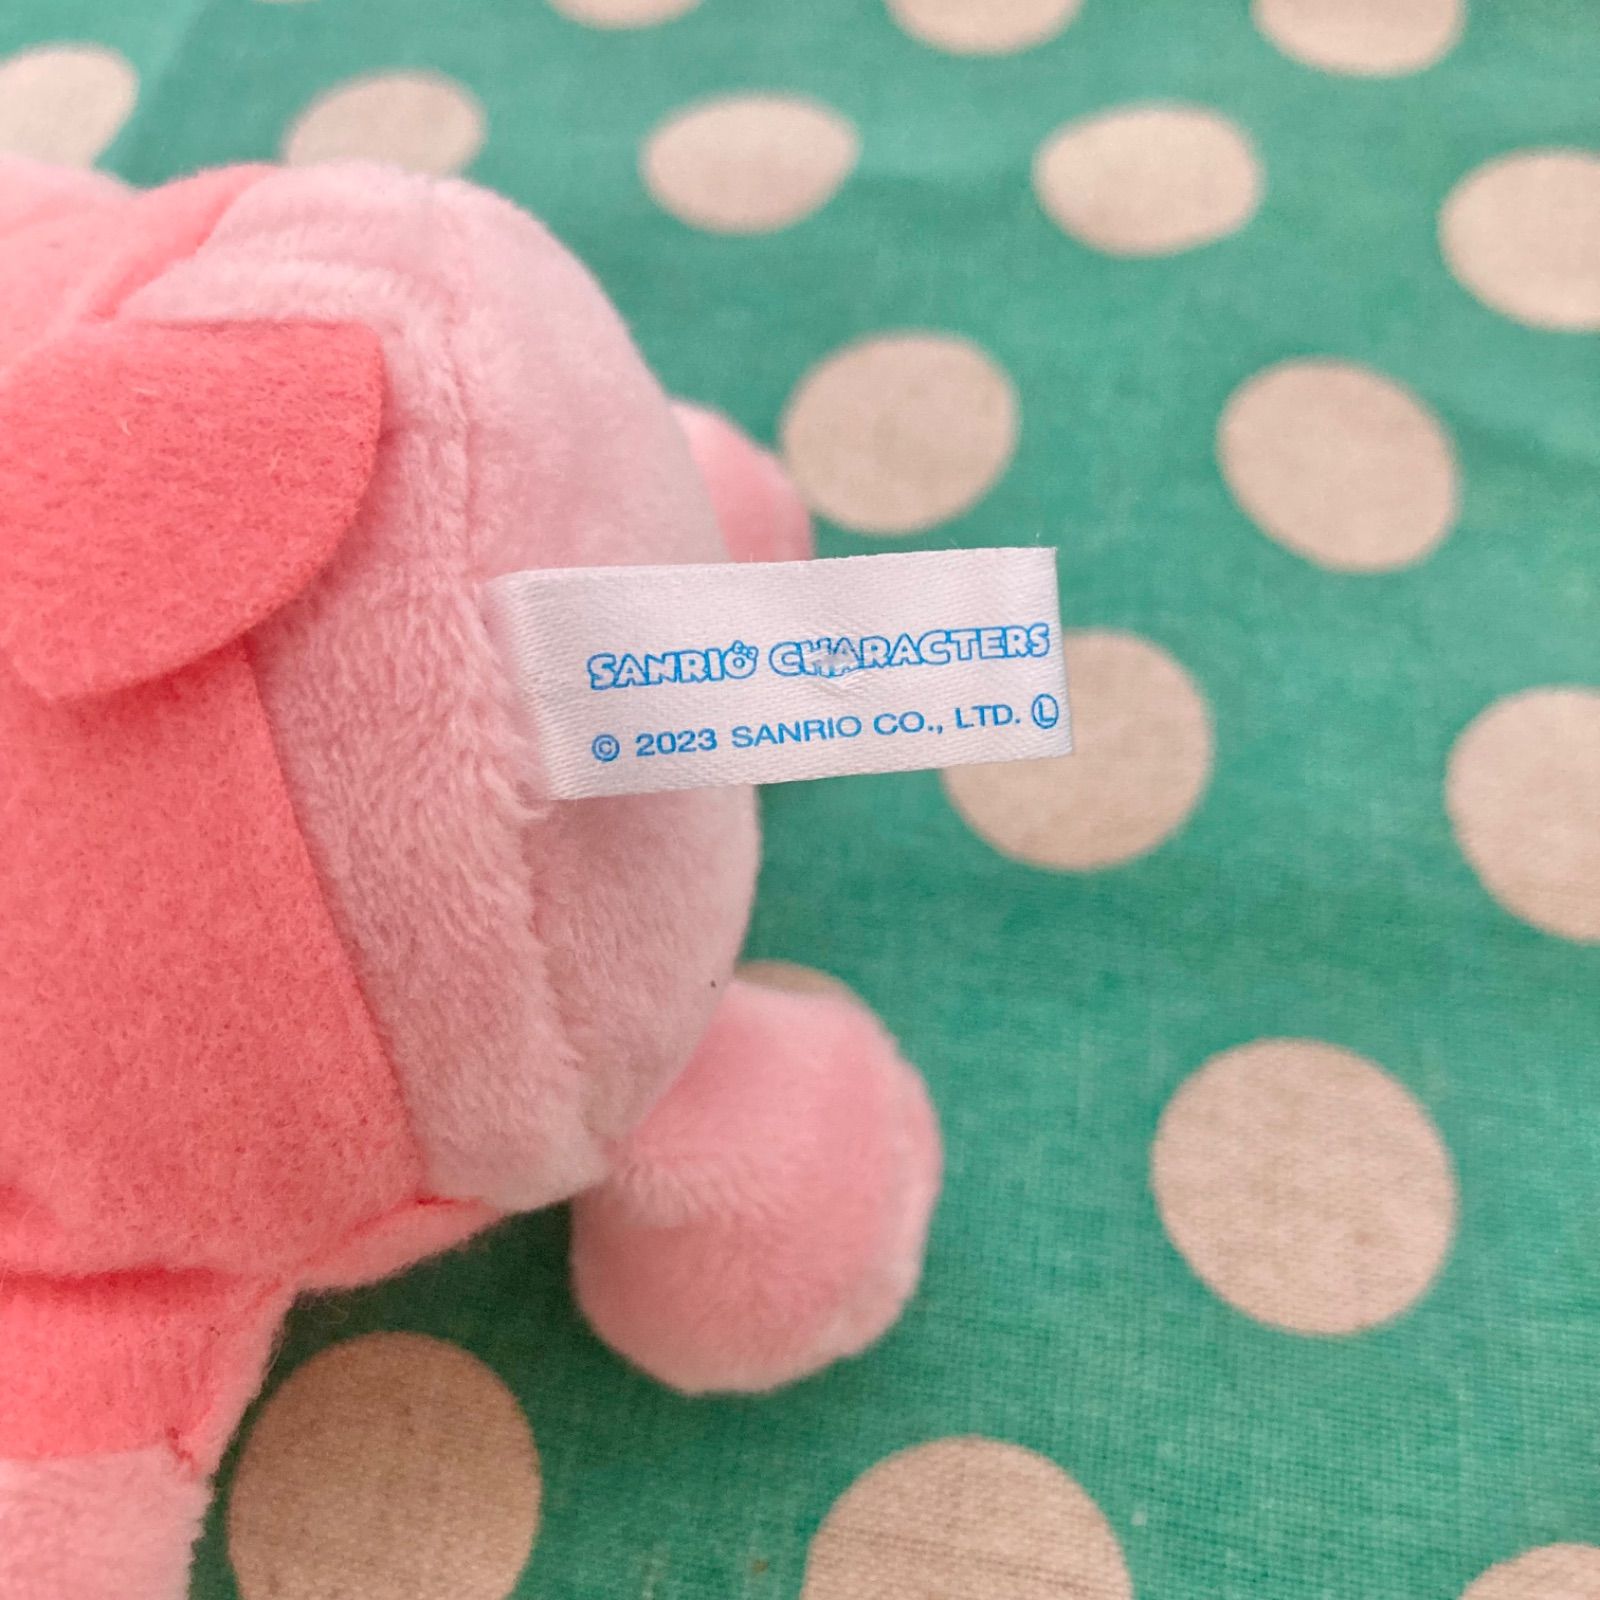 SANRIO CHARACTERS
© 2023 SANRIO CO., LTD. Ⓛ